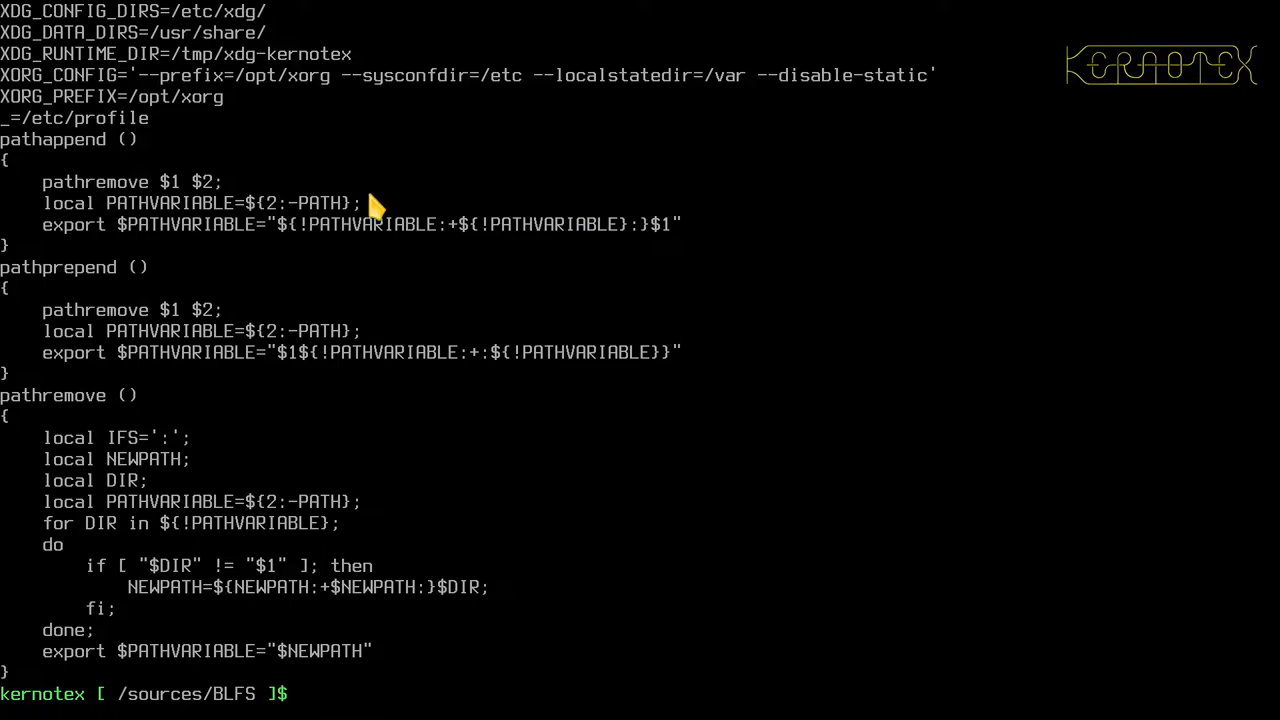 XDG_CONFIG_DIRS=/etc/xdg/
XDG_DATA_DIRS=/usr/share/
XDG_RUNTIME_DIR=/tmp/xdg-kernotex
XORG_CONFIG='--prefix=/opt/xorg --sysconfdir=/etc --localstatedir=/var --disable-static'
KERNOTEX
XORG_PREFIX=/opt/xorg
_=/etc/profile
pathappend ()
{
    pathremove $1 $2;
    local PATHVARIABLE=${2:-PATH};
    export $PATHVARIABLE="${!PATHVARIABLE:+${!PATHVARIABLE}:}$1"
}
pathprepend ()
{
    pathremove $1 $2;
    local PATHVARIABLE=${2:-PATH};
    export $PATHVARIABLE="$1${!PATHVARIABLE:+:${!PATHVARIABLE}}"
}
pathremove ()
{
    local IFS=':';
    local NEWPATH;
    local DIR;
    local PATHVARIABLE=${2:-PATH};
    for DIR in ${!PATHVARIABLE};
    do
        if [ "$DIR" != "$1" ]; then
            NEWPATH=${NEWPATH:+$NEWPATH:}$DIR;
        fi;
    done;
    export $PATHVARIABLE="$NEWPATH"
}
kernotex [ /sources/BLFS ]$